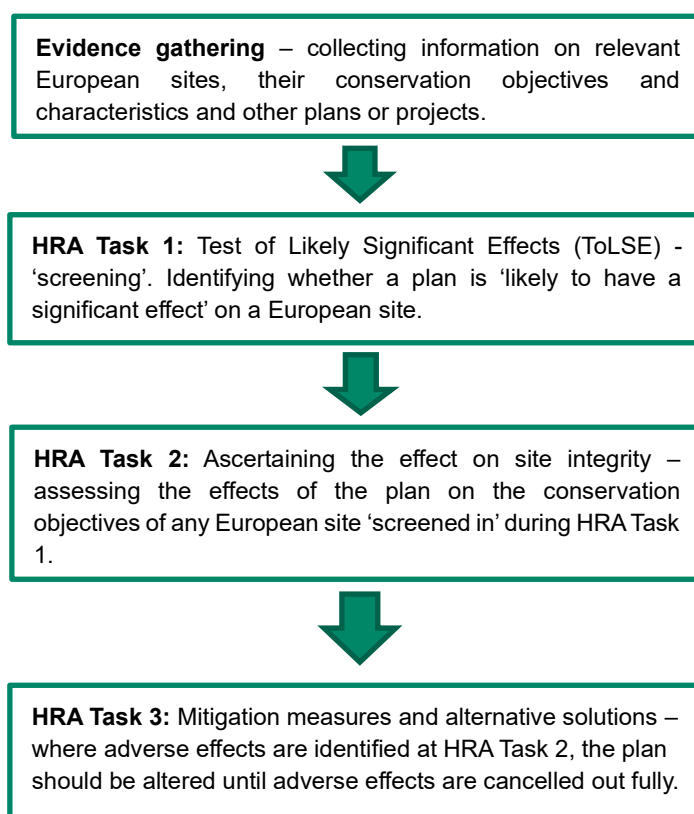 Evidence gathering – collecting information on relevant
European sites, their conservation objectives and
characteristics and other plans or projects.
HRA Task 1: Test of Likely Significant Effects (ToLSE) -
‘screening’. Identifying whether a plan is ‘likely to have a
significant effect’ on a European site.
HRA Task 2: Ascertaining the effect on site integrity –
assessing the effects of the plan on the conservation
objectives of any European site ‘screened in’ during HRA Task
1.
HRA Task 3: Mitigation measures and alternative solutions –
where adverse effects are identified at HRA Task 2, the plan
should be altered until adverse effects are cancelled out fully.